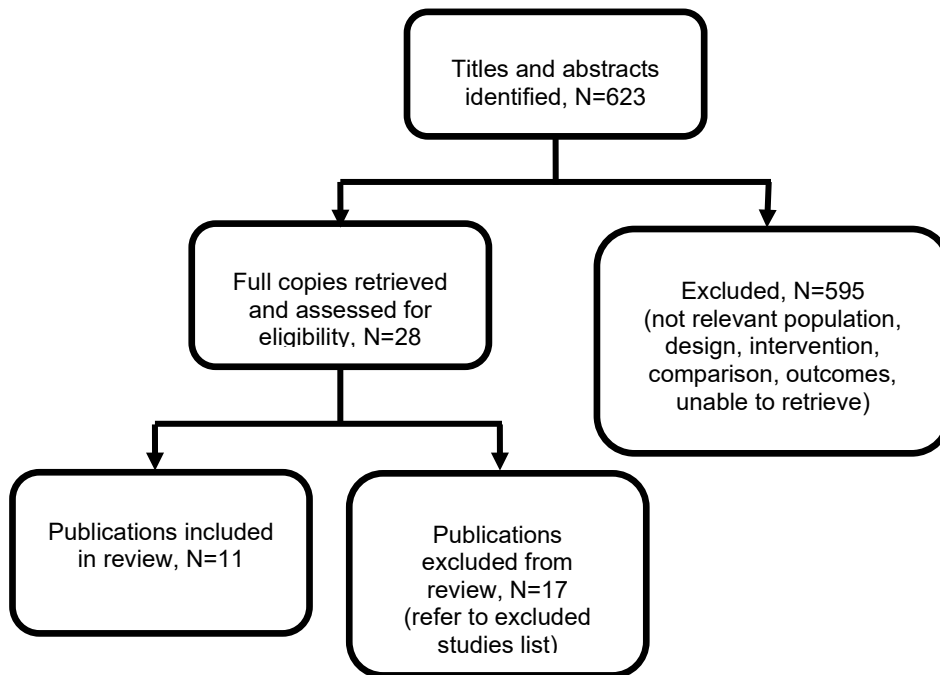 Titles and abstracts
identified, N=623
Full copies retrieved
and assessed for
eligibility, N=28
Excluded, N=595
(not relevant population,
design, intervention,
comparison, outcomes,
unable to retrieve)
Publications included
in review, N=11
Publications
excluded from
review, N=17
(refer to excluded
studies list)